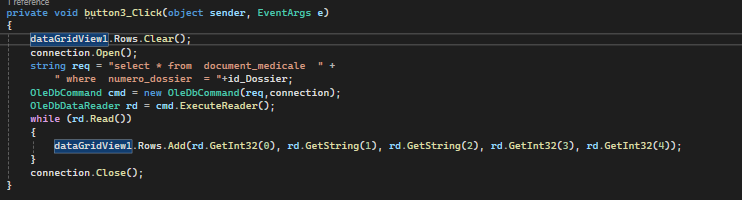 1 reference
private void button3_Click(object sender, EventArgs e)
{
dataGridView1.Rows.Clear();
connection.Open();
string req = "select * from  document_medicale  " +
" where  numero_dossier  = "+id_Dossier;
OleDbCommand cmd = new OleDbCommand(req,connection);
OleDbDataReader rd = cmd.ExecuteReader();
while (rd.Read())
{
dataGridView1.Rows.Add(rd.GetInt32(0), rd.GetString(1), rd.GetString(2), rd.GetInt32(3), rd.GetInt32(4));
}
connection.Close();
}